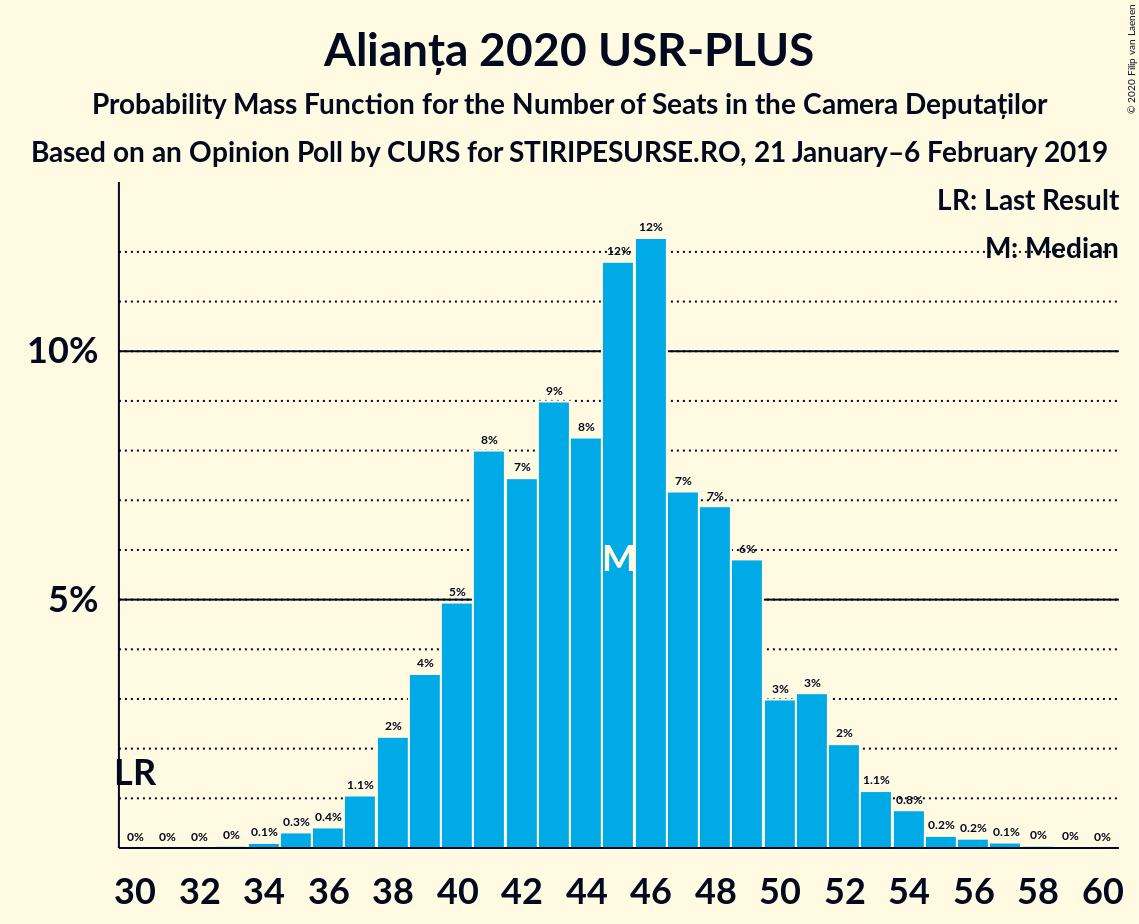 Alianța 2020 USR-PLUS
Probability Mass Function for the Number of Seats in the Camera Deputaților
Based on an Opinion Poll by CURS for STIRIPESURSE.RO, 21 January–6 February 2019
© 2020 Filip van Laenen
LR: Last Result
M: Median
10%
5%
LR
M
0% 0% 0% 0% 0.1% 0.3% 0.4% 1.1% 2% 4% 5% 8% 7% 9% 8% 12% 12% 7% 7% 6% 3% 3% 2% 1.1% 0.8% 0.2% 0.2% 0.1% 0% 0% 0%
30 32 34 36 38 40 42 44 46 48 50 52 54 56 58 60